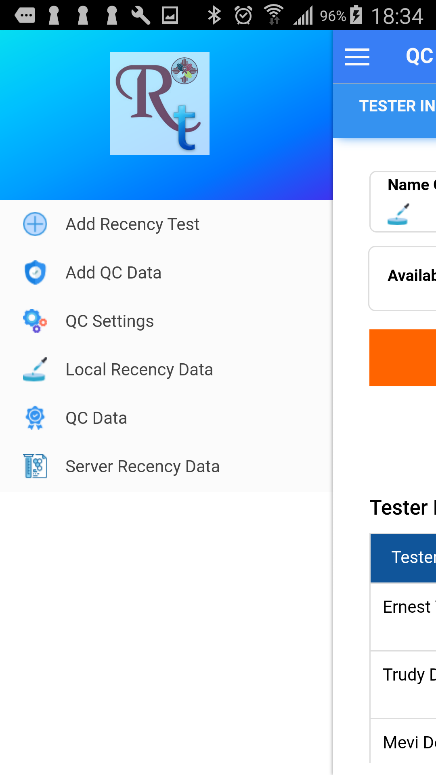 96% 18:34
R
t
QC
TESTER IN
Add Recency Test
Add QC Data
QC Settings
Local Recency Data
QC Data
Server Recency Data
Name
Availab
Tester
Tester
Ernest
Trudy D
Mevi De